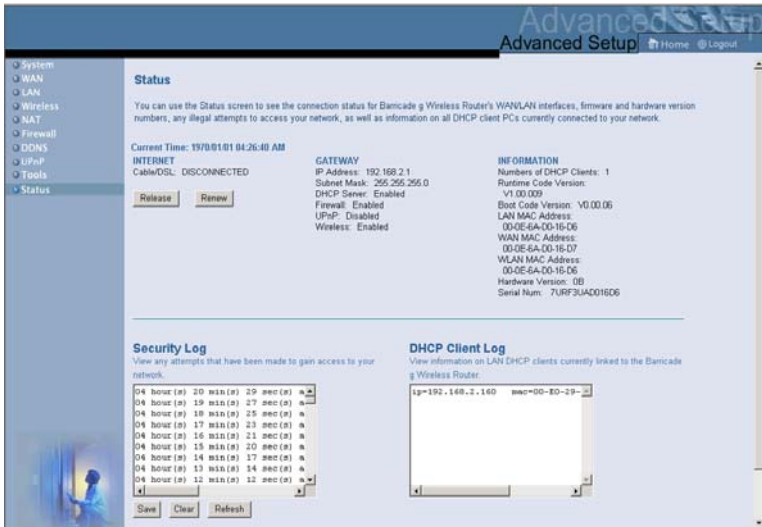 Advanced Setup
Advanced Setup
Home
Logout
System
WAN
LAN
Wireless
NAT
Firewall
DDNS
UPnP
Tools
Status
Status
You can use the Status screen to see the connection status for Barricade g Wireless Router's WAN/LAN interfaces, firmware and hardware version
numbers, any illegal attempts to access your network, as well as information on all DHCP client PCs currently connected to your network.
Current Time: 1970/01/01 04:26:40 AM
INTERNET
Cable/DSL: DISCONNECTED
Release
Renew
GATEWAY
IP Address: 192.168.2.1
Subnet Mask: 255.255.255.0
DHCP Server: Enabled
Firewall: Enabled
UPnP: Disabled
Wireless: Enabled
INFORMATION
Numbers of DHCP Clients: 1
Runtime Code Version:
V1.00.009
Boot Code Version: V0.00.06
LAN MAC Address:
00-0E-6A-D0-16-D6
WAN MAC Address:
00-0E-6A-D0-16-D7
WLAN MAC Address:
00-0E-6A-D0-16-D6
Hardware Version: 0B
Serial Num: 7URF3UAD016D6
Security Log
View any attempts that have been made to gain access to your
network.
04 hour(s) 20 min(s) 29 sec(s) a
04 hour(s) 19 min(s) 27 sec(s) a
04 hour(s) 18 min(s) 25 sec(s) a
04 hour(s) 17 min(s) 23 sec(s) a
04 hour(s) 16 min(s) 21 sec(s) a
04 hour(s) 15 min(s) 20 sec(s) a
04 hour(s) 14 min(s) 17 sec(s) a
04 hour(s) 13 min(s) 14 sec(s) a
04 hour(s) 12 min(s) 12 sec(s) a
Save
Clear
Refresh
DHCP Client Log
View information on LAN DHCP clients currently linked to the Barricade
g Wireless Router.
ip=192.168.2.160 mac=00-E0-29-